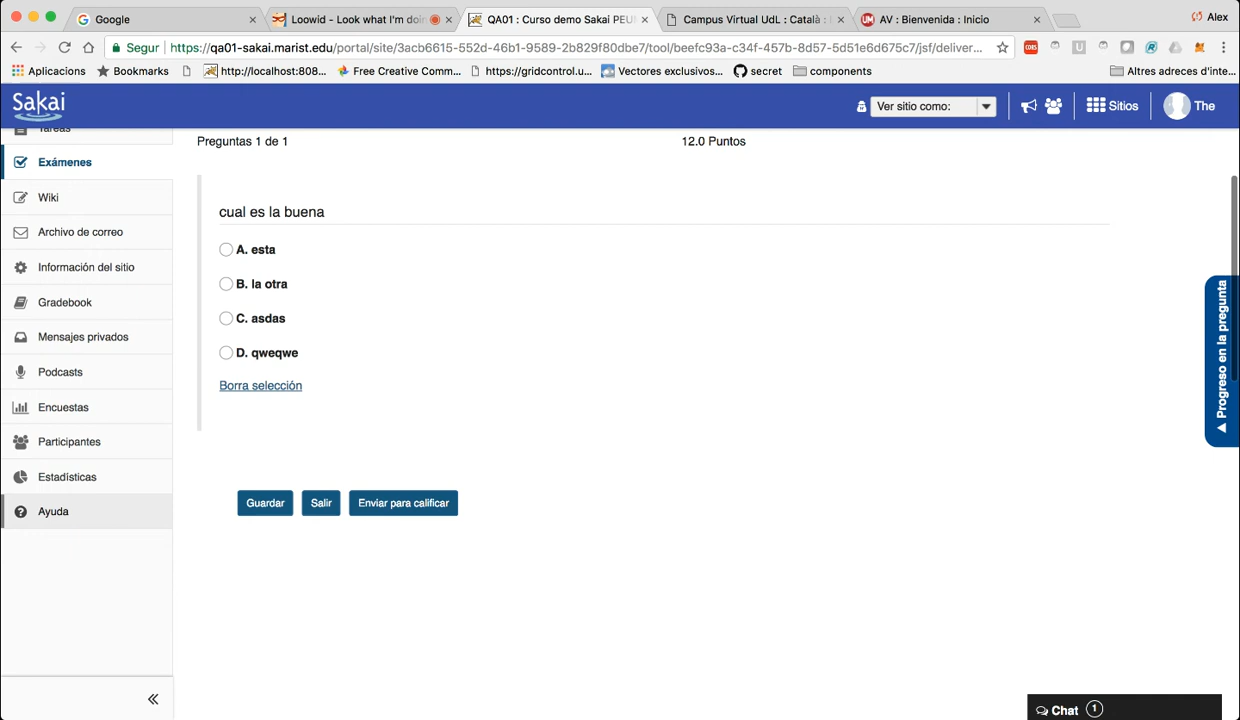 Google
Loowid - Look what I'm doin
QA01 : Curso demo Sakai PEU
Campus Virtual UdL : Català :
AV : Bienvenida : Inicio
Alex
Segur
https://qa01-sakai.marist.edu/portal/site/3acb6615-552d-46b1-9589-2b829f80dbe7/tool/beefc93a-c34f-457b-8d57-5d51e6d675c7/jsf/deliver...
Aplicacions
Bookmarks
http://localhost:808...
Free Creative Comm...
https://gridcontrol.u...
Vectores exclusivos...
secret
components
Altres adreces d'inte...
Sakai
Ver sitio como:
Sitios
The
Tareas
Exámenes
Wiki
Archivo de correo
Información del sitio
Gradebook
Mensajes privados
Podcasts
Encuestas
Participantes
Estadísticas
Ayuda
Preguntas 1 de 1
12.0 Puntos
cual es la buena
A. esta
B. la otra
C. asdas
D. qweqwe
Borra selección
Guardar
Salir
Enviar para calificar
Progreso en la pregunta
Chat 1